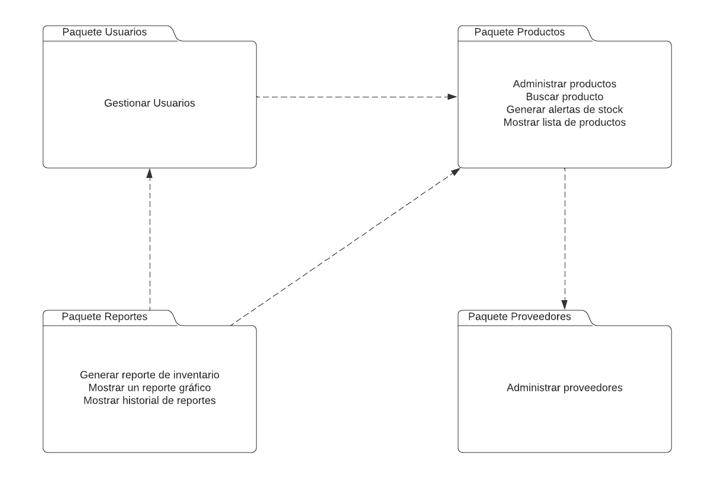 Paquete Usuarios
Gestionar Usuarios
Paquete Productos
Administrar productos
Buscar producto
Generar alertas de stock
Mostrar lista de productos
Paquete Reportes
Generar reporte de inventario
Mostrar un reporte gráfico
Mostrar historial de reportes
Paquete Proveedores
Administrar proveedores